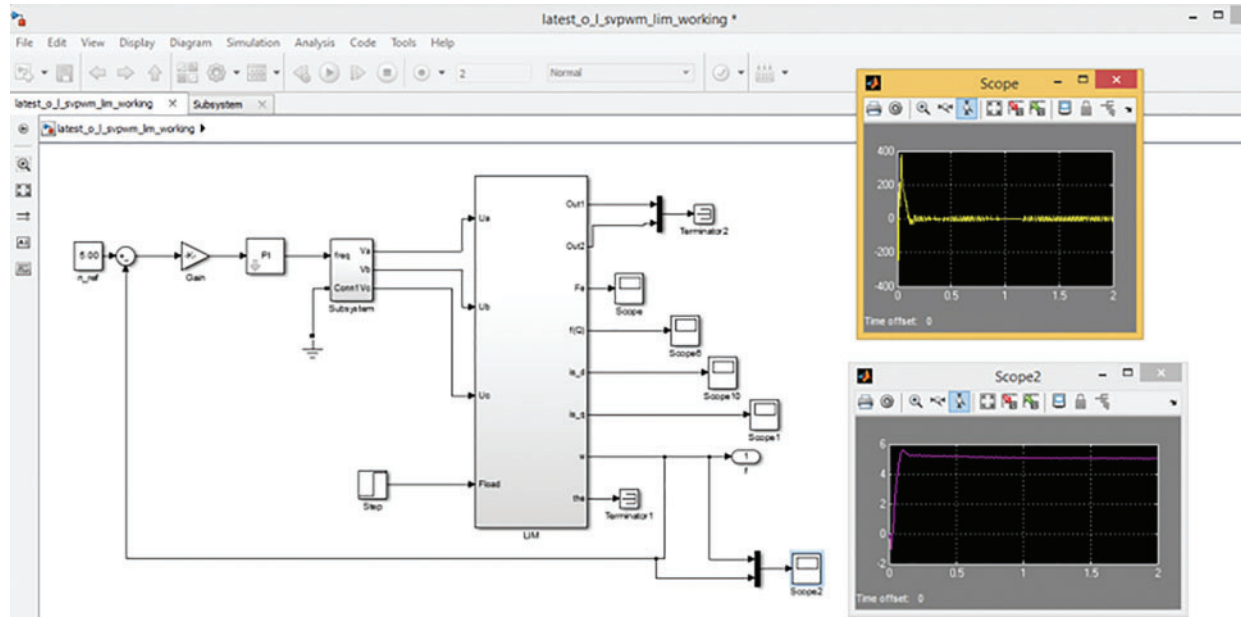 latest_o_l_svpwm_lim_working *
File Edit View Display Diagram Simulation Analysis Code Tools Help
2
Normal
latest_o_l_svpwm_lim_working
Subsystem
latest_o_l_svpwm_lim_working
5.00
n_ref
Gain
PI
freq
Conn1
Va
Vb
Vc
Subsystem
Step
Ua
Ub
Uc
Fload
Out1
Out2
Fe
f(Q)
is_d
is_q
w
the
LIM
Terminator2
Scope
Scope6
Scope10
Scope1
1
f
Terminator1
Scope2
Scope
400
200
0
-200
-400
0 0.5 1 1.5 2
Time offset: 0
Scope2
6
4
2
0
-2
0 0.5 1 1.5 2
Time offset: 0